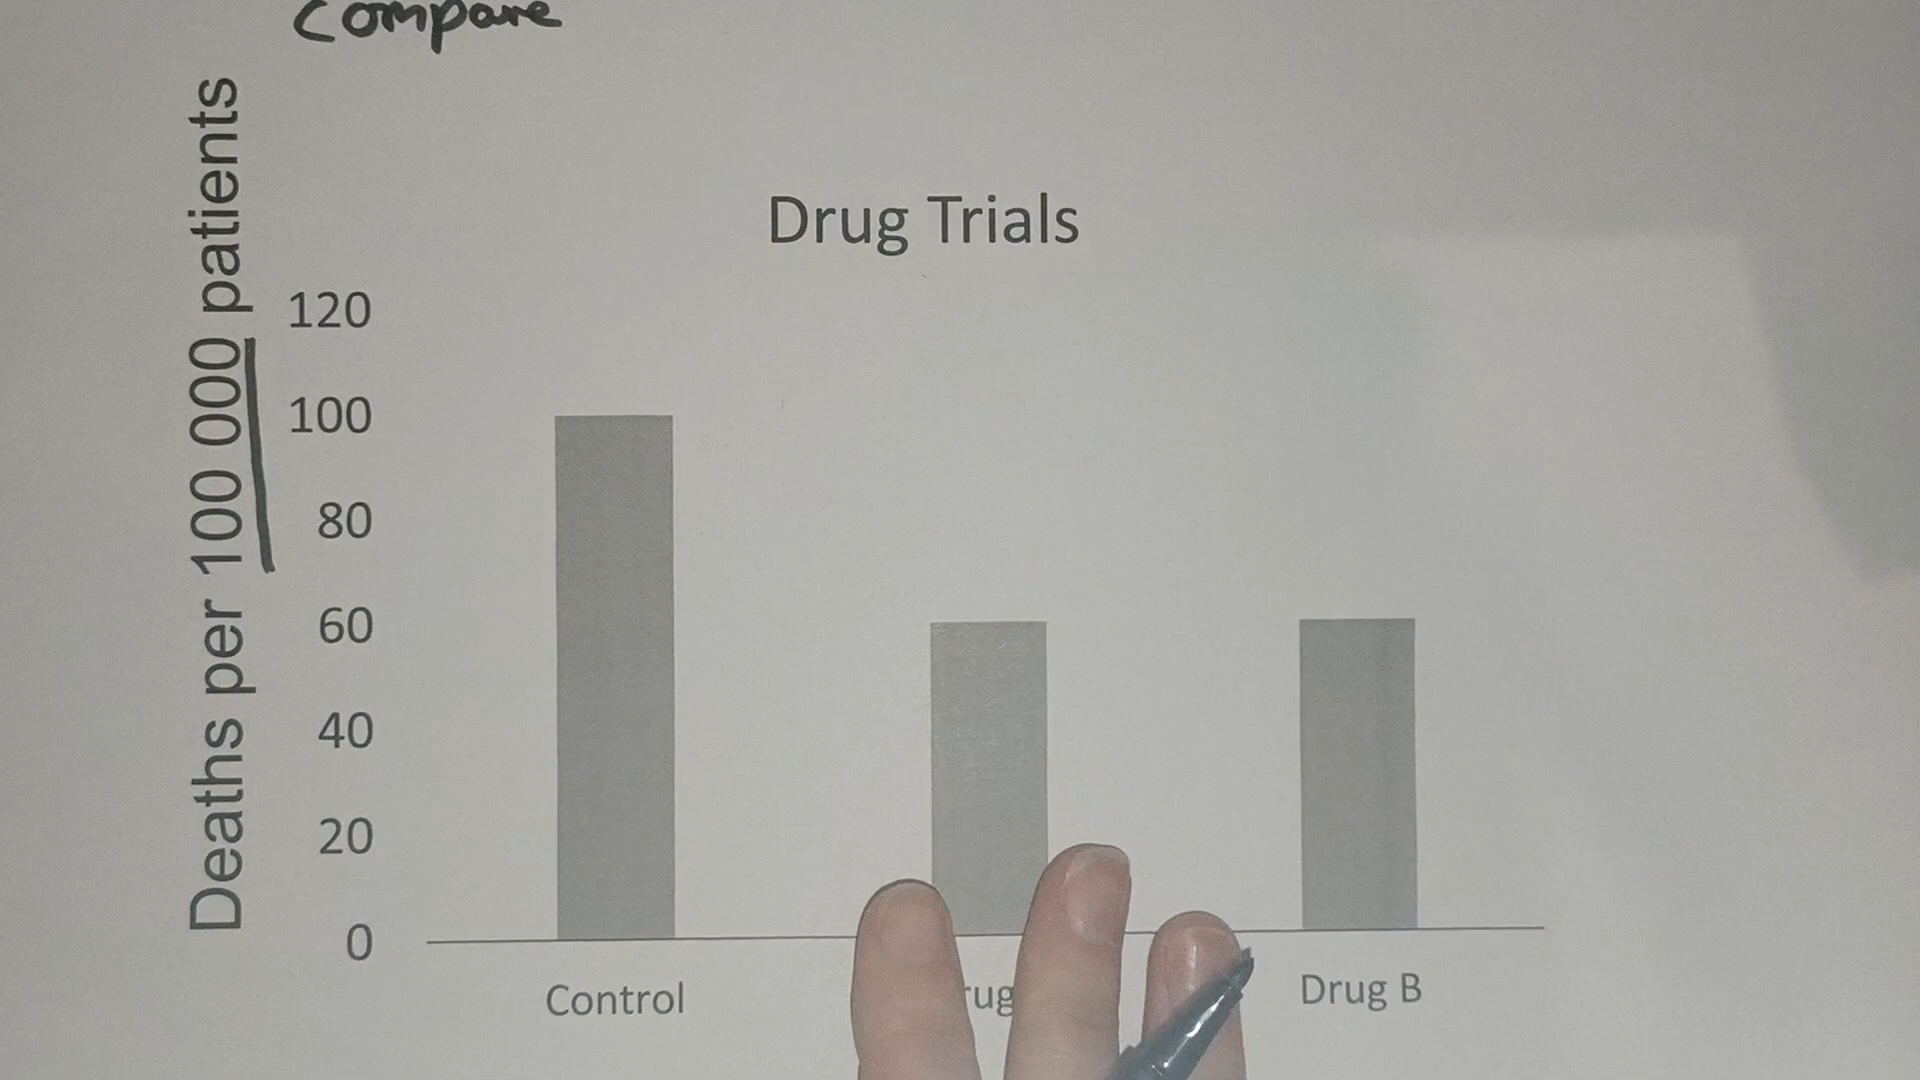 Compare
Deaths per 100 000 patients
Drug Trials
120
100
80
60
40
20
0
Control
Drug B